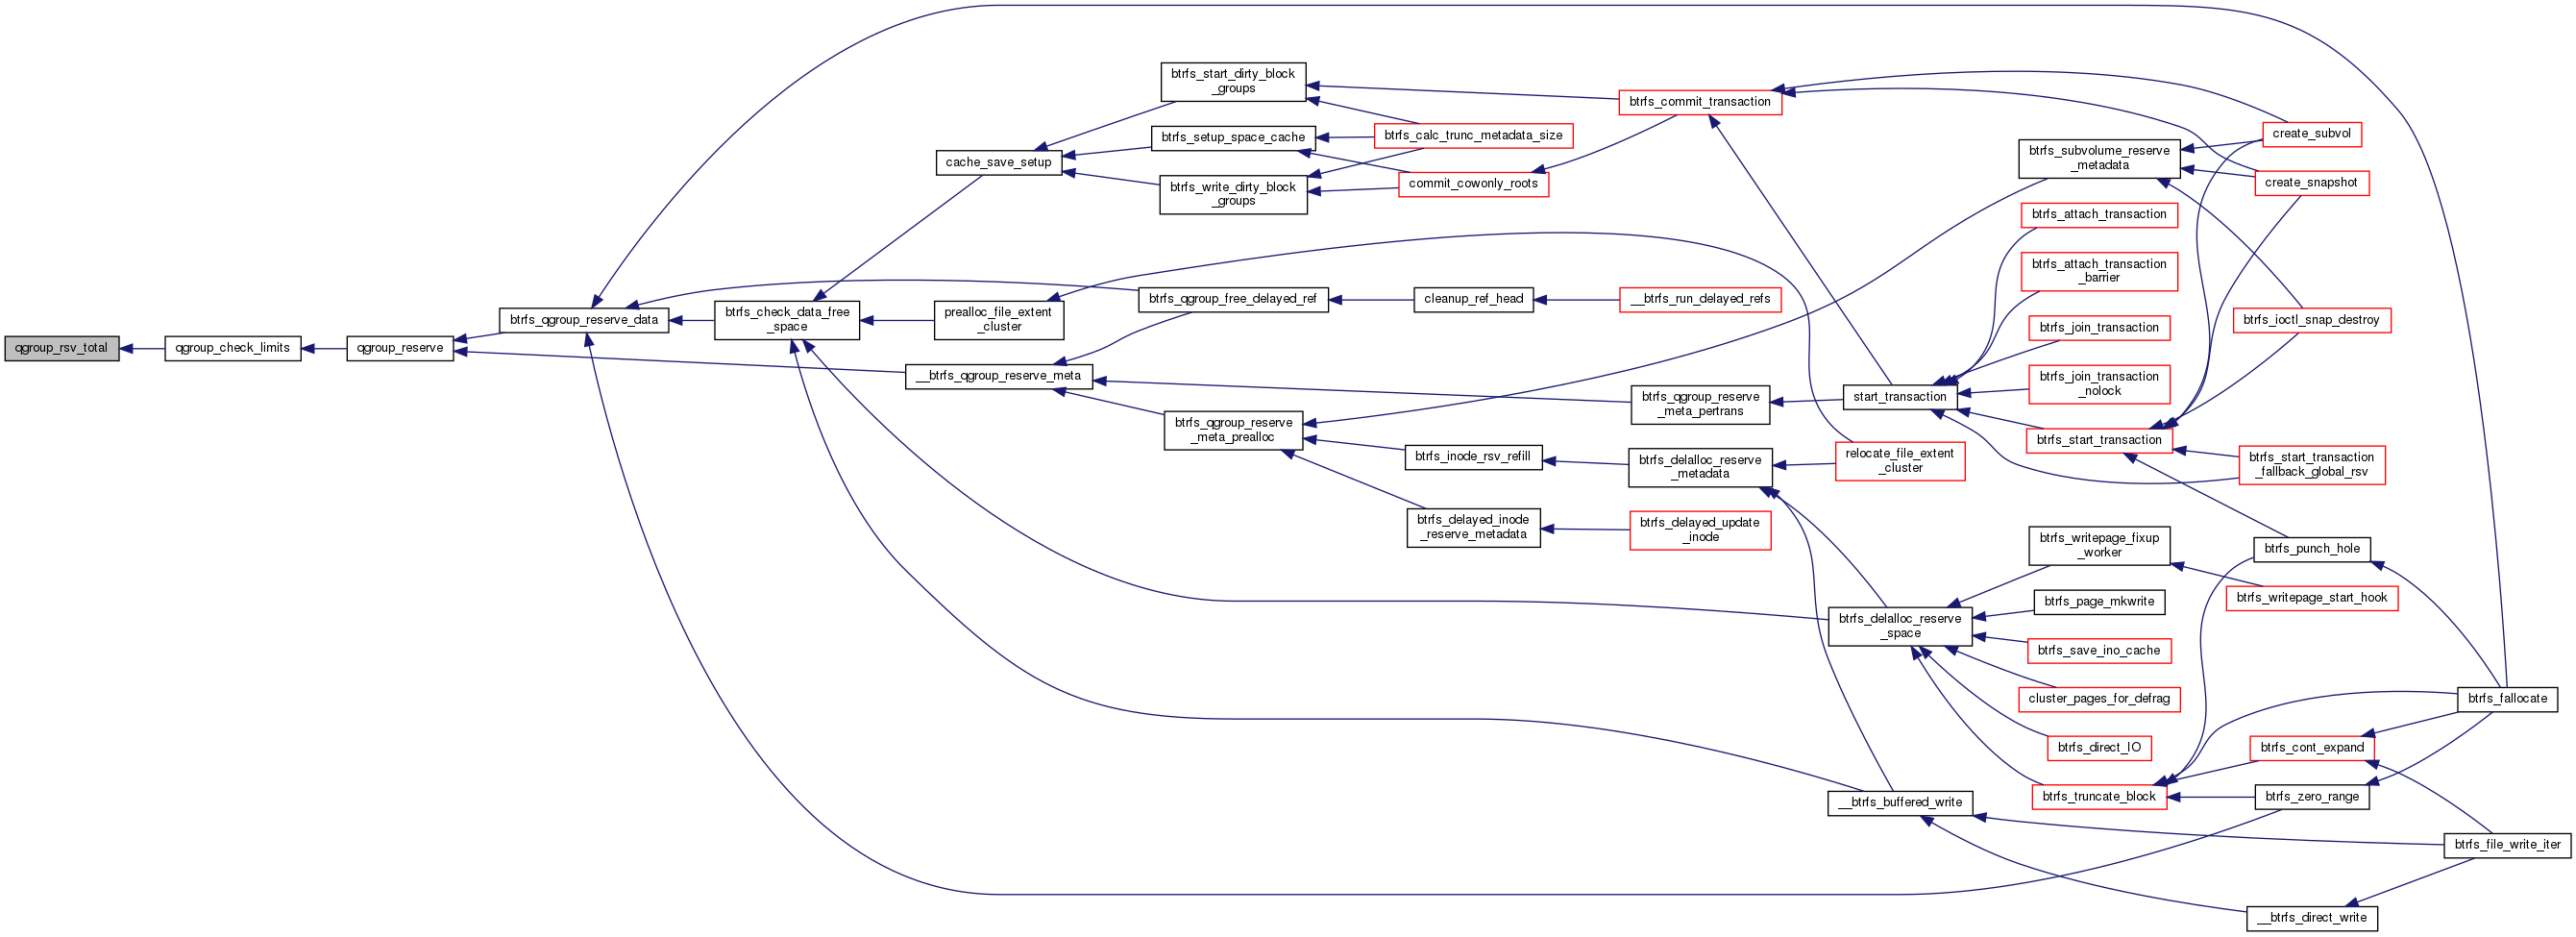 qgroup_rsv_total
qgroup_check_limits
qgroup_reserve
btrfs_qgroup_reserve_data
btrfs_check_data_free
_space
cache_save_setup
prealloc_file_extent
_cluster
__btrfs_qgroup_reserve_meta
btrfs_start_dirty_block
_groups
btrfs_setup_space_cache
btrfs_write_dirty_block
_groups
btrfs_qgroup_free_delayed_ref
btrfs_qgroup_reserve
_meta_prealloc
btrfs_calc_trunc_metadata_size
commit_cowonly_roots
cleanup_ref_head
btrfs_inode_rsv_refill
btrfs_delayed_inode
_reserve_metadata
btrfs_commit_transaction
__btrfs_run_delayed_refs
btrfs_qgroup_reserve
_meta_pertrans
btrfs_delalloc_reserve
_metadata
btrfs_delayed_update
_inode
start_transaction
relocate_file_extent
_cluster
btrfs_delalloc_reserve
_space
__btrfs_buffered_write
btrfs_subvolume_reserve
_metadata
btrfs_attach_transaction
btrfs_attach_transaction
_barrier
btrfs_join_transaction
btrfs_join_transaction
_nolock
btrfs_start_transaction
btrfs_writepage_fixup
_worker
btrfs_page_mkwrite
btrfs_save_ino_cache
cluster_pages_for_defrag
btrfs_direct_IO
btrfs_truncate_block
create_subvol
create_snapshot
btrfs_ioctl_snap_destroy
btrfs_start_transaction
_fallback_global_rsv
btrfs_punch_hole
btrfs_writepage_start_hook
btrfs_cont_expand
btrfs_zero_range
__btrfs_direct_write
btrfs_fallocate
btrfs_file_write_iter